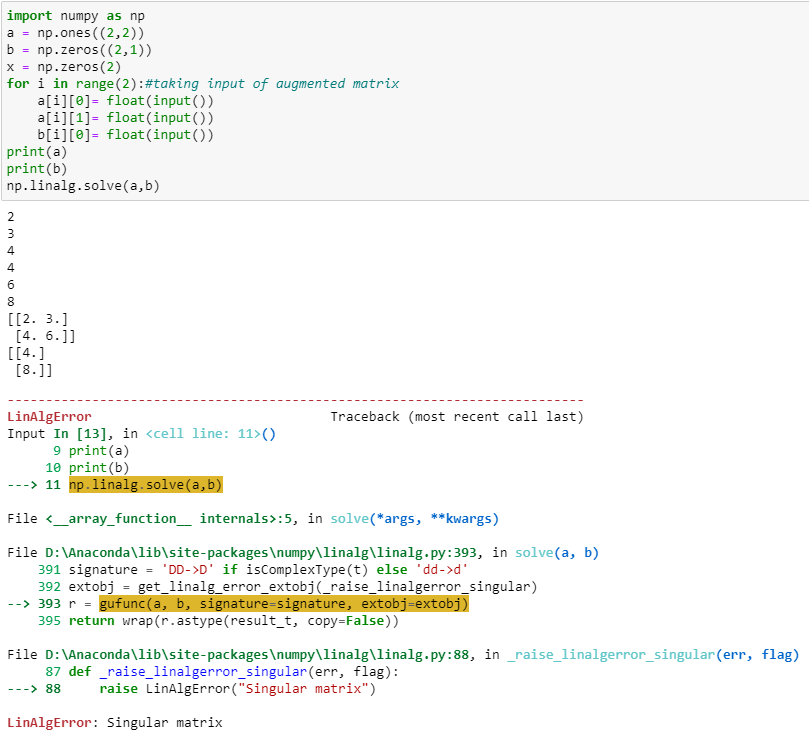 import numpy as np
a = np.ones((2,2))
b = np.zeros((2,1))
x = np.zeros(2)
for i in range(2):#taking input of augmented matrix
    a[i][0]= float(input())
    a[i][1]= float(input())
    b[i][0]= float(input())
print(a)
print(b)
np.linalg.solve(a,b)
2
3
4
4
6
8
[[2. 3.]
 [4. 6.]]
[[4.]
 [8.]]
---------------------------------------------------------------------------
LinAlgError                               Traceback (most recent call last)
Input In [13], in <cell line: 11>()
      9 print(a)
     10 print(b)
---> 11 np.linalg.solve(a,b)
File <__array_function__ internals>:5, in solve(*args, **kwargs)
File D:\Anaconda\lib\site-packages\numpy\linalg\linalg.py:393, in solve(a, b)
    391 signature = 'DD->D' if isComplexType(t) else 'dd->d'
    392 extobj = get_linalg_error_extobj(_raise_linalgerror_singular)
--> 393 r = gufunc(a, b, signature=signature, extobj=extobj)
    395 return wrap(r.astype(result_t, copy=False))
File D:\Anaconda\lib\site-packages\numpy\linalg\linalg.py:88, in _raise_linalgerror_singular(err, flag)
     87 def _raise_linalgerror_singular(err, flag):
---> 88     raise LinAlgError("Singular matrix")
LinAlgError: Singular matrix